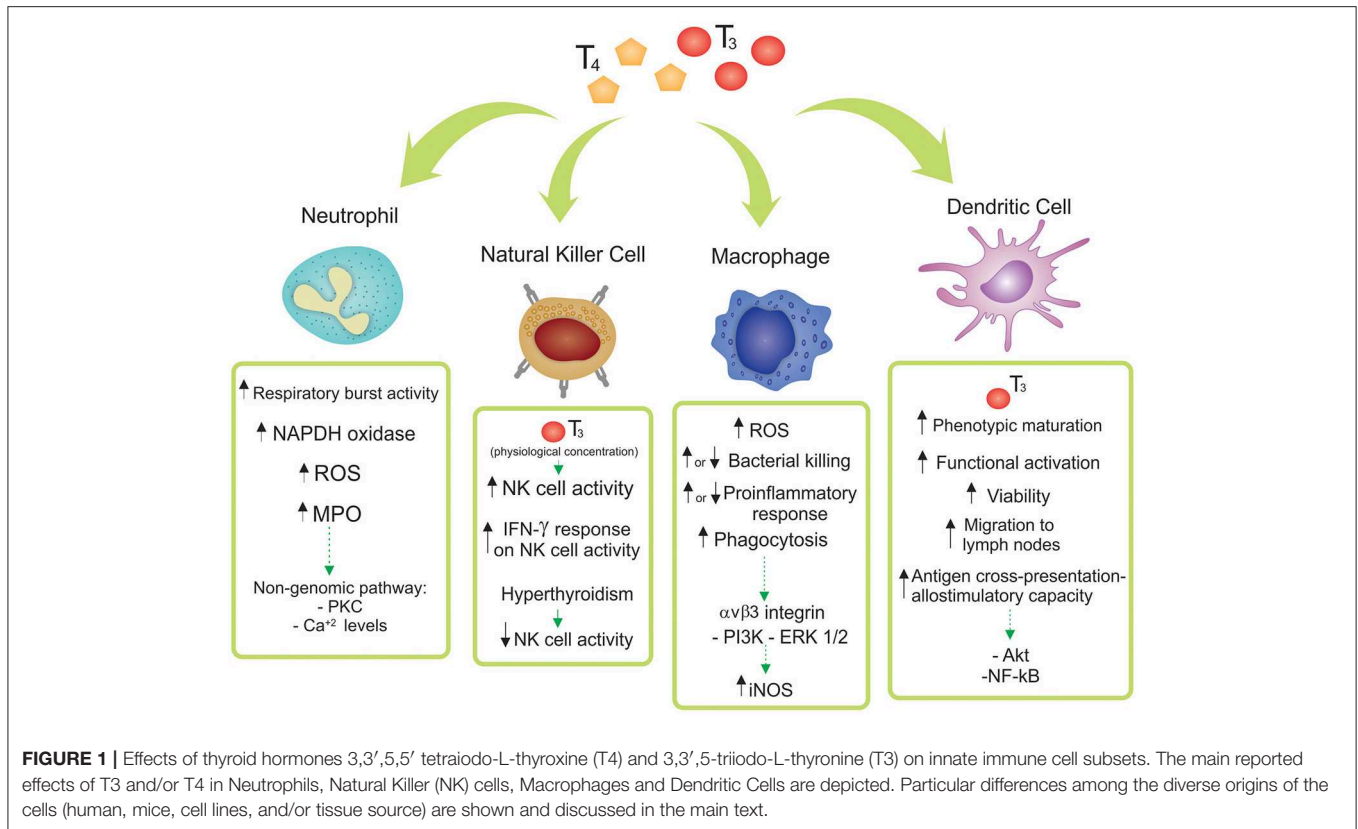 T4
T3
Neutrophil
↑ Respiratory burst activity
↑ NAPDH oxidase
↑ ROS
↑ MPO
Non-genomic pathway:
- PKC
- Ca+2 levels
Natural Killer Cell
T3
(physiological concentration)
↑ NK cell activity
↑ IFN-γ response
on NK cell activity
Hyperthyroidism
↓ NK cell activity
Macrophage
↑ ROS
↑ or ↓ Bacterial killing
↑ or ↓ Proinflammatory
response
↑ Phagocytosis
αvβ3 integrin
- PI3K - ERK 1/2
↑ iNOS
Dendritic Cell
T3
↑ Phenotypic maturation
↑ Functional activation
↑ Viability
↑ Migration to
lymph nodes
↑ Antigen cross-presentation-
allostimulatory capacity
- Akt
-NF-kB
FIGURE 1 | Effects of thyroid hormones 3,3′,5,5′ tetraiodo-L-thyroxine (T4) and 3,3′,5-triiodo-L-thyronine (T3) on innate immune cell subsets. The main reported
effects of T3 and/or T4 in Neutrophils, Natural Killer (NK) cells, Macrophages and Dendritic Cells are depicted. Particular differences among the diverse origins of the
cells (human, mice, cell lines, and/or tissue source) are shown and discussed in the main text.